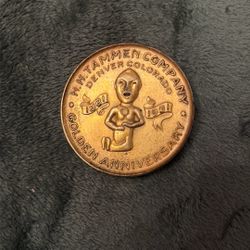 H.H. TAMMEN COMPANY
DENVER COLORADO
1881
1931
GOLDEN ANNIVERSARY